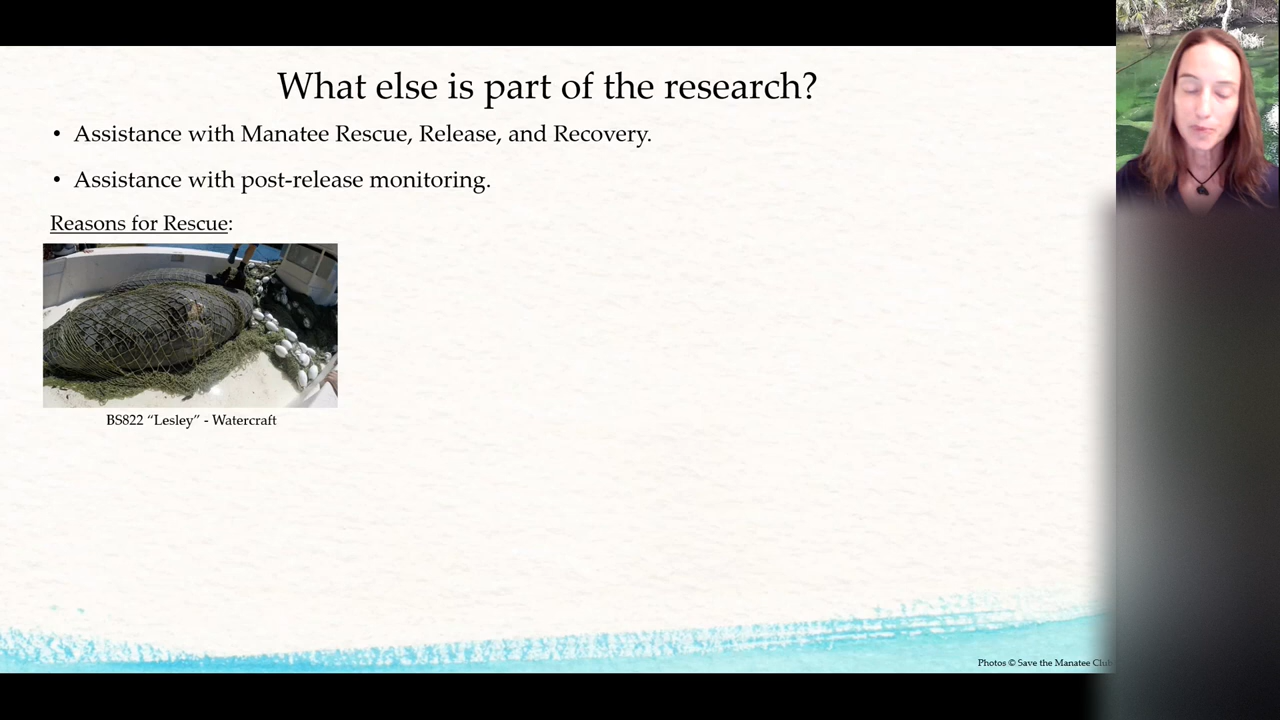 What else is part of the research?
• Assistance with Manatee Rescue, Release, and Recovery.
• Assistance with post-release monitoring.
Reasons for Rescue:
BS822 “Lesley” - Watercraft
Photos © Save the Manatee Club